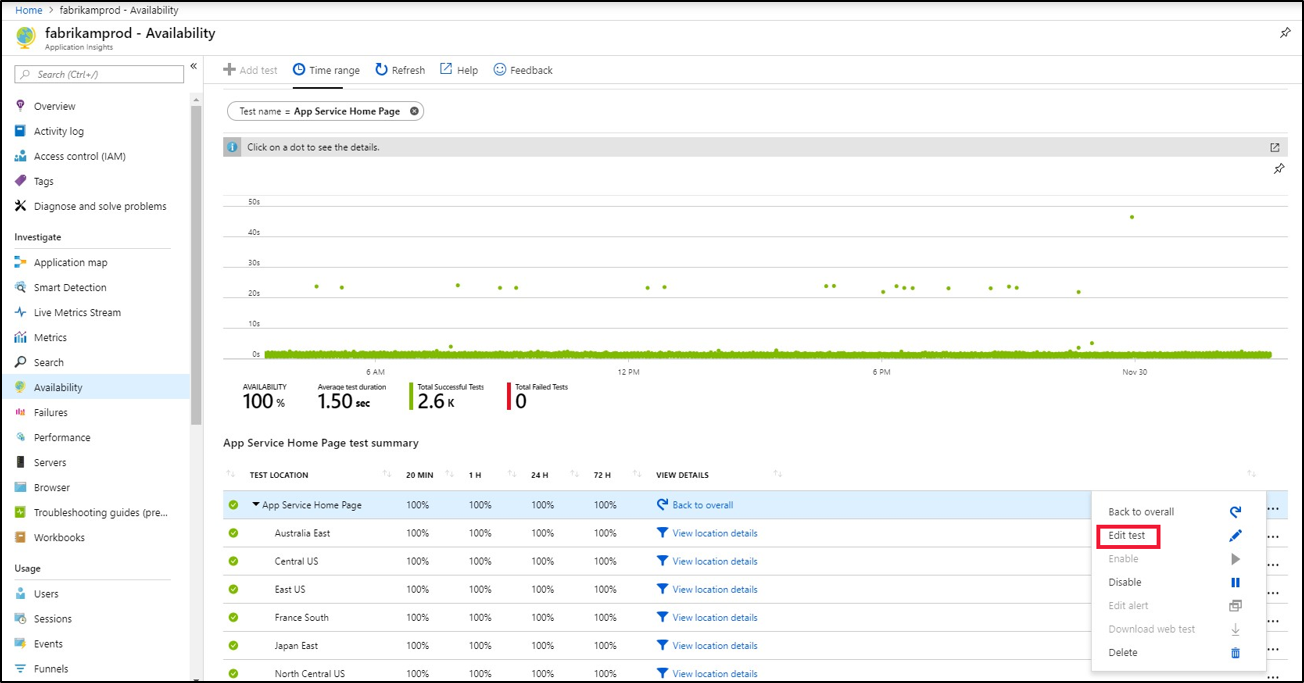 Home > fabrikamprod - Availability
fabrikamprod - Availability
Application Insights
Search (Ctrl+/)
«
Overview
Activity log
Access control (IAM)
Tags
Diagnose and solve problems
Investigate
Application map
Smart Detection
Live Metrics Stream
Metrics
Search
Availability
Failures
Performance
Servers
Browser
Troubleshooting guides (pre...
Workbooks
Usage
Users
Sessions
Events
Funnels
Add test Time range Refresh Help Feedback
Test name = App Service Home Page
Click on a dot to see the details.
50s
40s
30s
20s
10s
0s
6 AM 12 PM 6 PM Nov 30
AVAILABILITY Average test duration Total Successful Tests Total Failed Tests
100 % 1.50 sec 2.6 K 0
App Service Home Page test summary
TEST LOCATION 20 MIN 1 H 24 H 72 H VIEW DETAILS
App Service Home Page 100% 100% 100% 100% Back to overall ...
Australia East 100% 100% 100% 100% View location details ...
Central US 100% 100% 100% 100% View location details ...
East US 100% 100% 100% 100% View location details ...
France South 100% 100% 100% 100% View location details ...
Japan East 100% 100% 100% 100% View location details ...
North Central US 100% 100% 100% 100% View location details ...
Back to overall
Edit test
Enable
Disable
Edit alert
Download web test
Delete